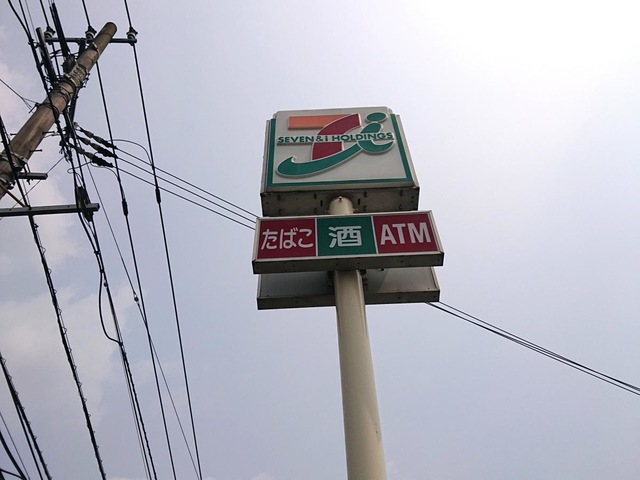 SEVEN & i HOLDINGS
たばこ 酒 ATM